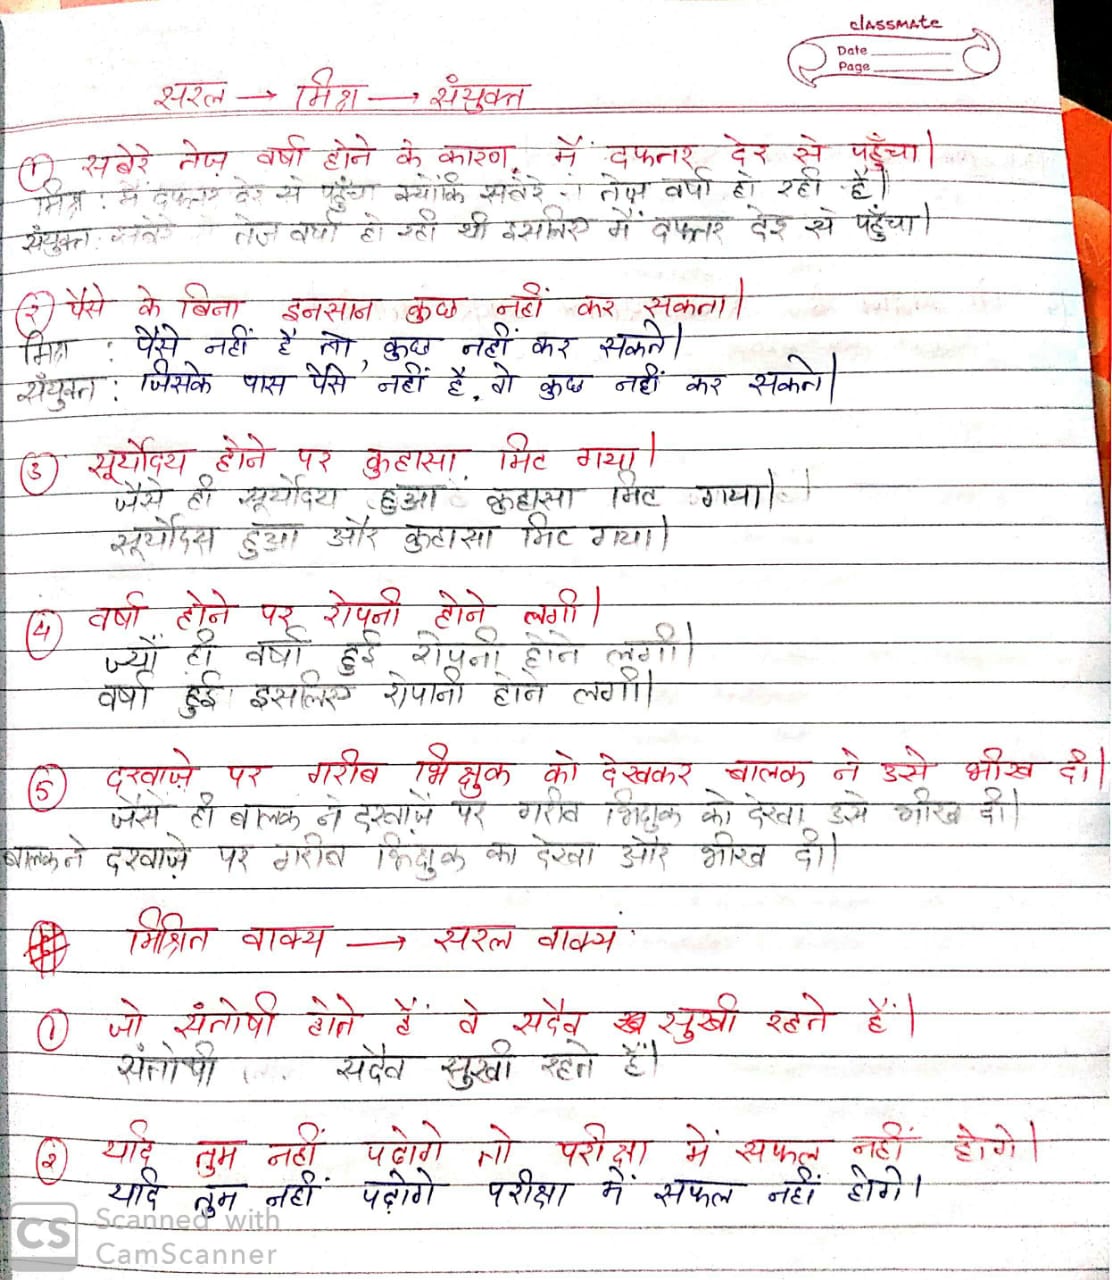 classmate
Date
Page
सरल → मिश्र → संयुक्त
① सबेरे तेज़ वर्षा होने के कारण, में दफ्तर देर से पहुँचा।
मिश्र : में दफ्तर देर से पहुँचा क्योंकि सबेरे तेज़ वर्षा हो रही है।
संयुक्त : सबेरे तेज वर्षा हो रही थी इसलिए में दफ्तर देर से पहुँचा।
② पैसे के बिना इनसान कुछ नहीं कर सकता।
मिश्र : पैसे नहीं है तो, कुछ नहीं कर सकते।
संयुक्त : जिसके पास पैसे नहीं है, वो कुछ नहीं कर सकते।
③ सूर्योदय होने पर कुहासा मिट गया।
जैसे ही सूर्योदय हुआ कुहासा मिट गया।
सूर्योदय हुआ और कुहासा मिट गया।
④ वर्षा होने पर रोपनी होने लगी।
ज्यों ही वर्षा हुई रोपनी होने लगी।
वर्षा हुई इसलिए रोपानी होने लगी।
⑤ दरवाज़े पर गरीब भिक्षुक को देखकर बालक ने उसे भीख दी।
जैसे ही बालक ने दरवाज़े पर गरीब भिक्षुक को देखा उसे भीख दी।
बालक ने दरवाज़े पर गरीब भिक्षुक का देखा और भीख दी।
मिश्रित वाक्य → सरल वाक्य
① जो संतोषी होते हैं वे सदैव सुखी रहते हैं।
संतोषी सदैव सुखी रहते हैं।
② यदि तुम नहीं पढोगे तो परीक्षा में सफल नहीं होगे।
यदि तुम नहीं पढ़ोगे परीक्षा में सफल नहीं होगे।
CS Scanned with
CamScanner